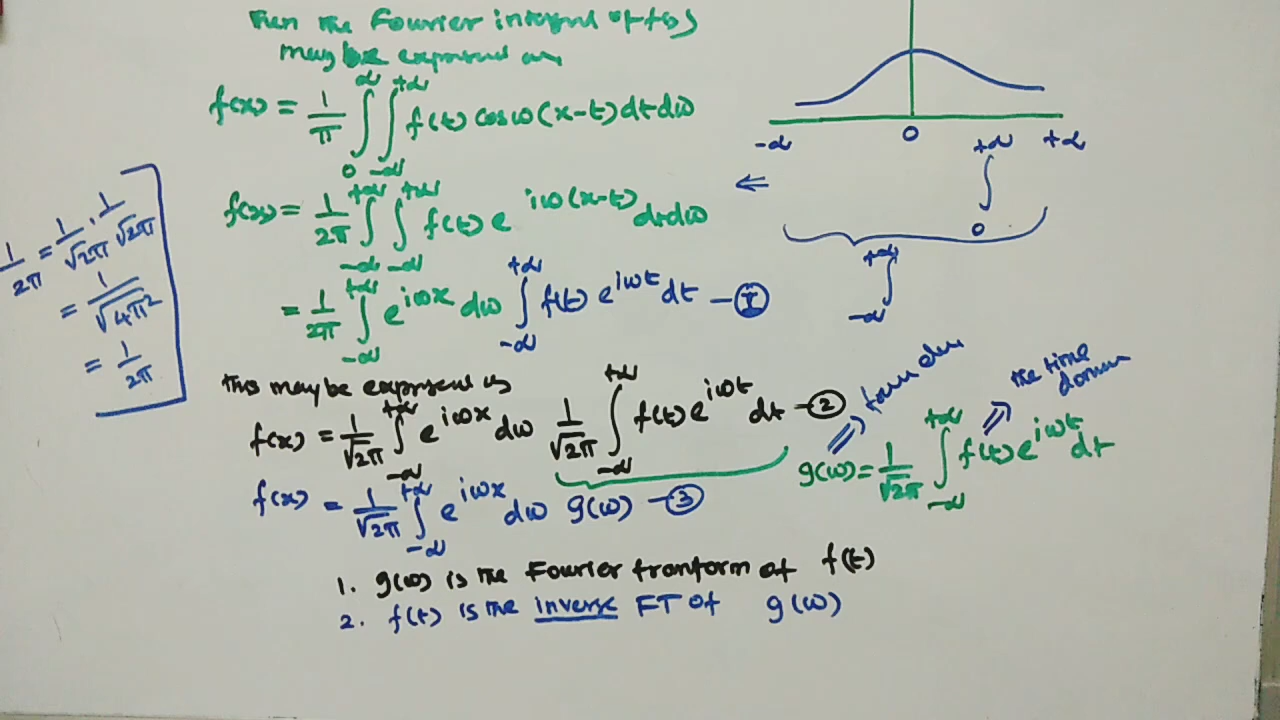 Then the Fourier integral of f(x)
may be expressed as
f(x) = 1/π ∫_0^∞ ∫_-∞^+∞ f(t) cos ω(x-t) dt dω
f(x) = 1/2π ∫_-∞^+∞ ∫_-∞^+∞ f(t) e^{iω(x-t)} dt dω
= 1/2π ∫_-∞^+∞ e^{iωx} dω ∫_-∞^+∞ f(t) e^{iωt} dt — I
This may be expressed as
f(x) = 1/√2π ∫_-∞^+∞ e^{iωx} dω 1/√2π ∫_-∞^+∞ f(t) e^{iωt} dt — 2
f(x) = 1/√2π ∫_-∞^+∞ e^{iωx} dω g(ω) — 3
1. g(ω) is the Fourier tranform of f(t)
2. f(t) is the inverse FT of g(ω)
1/2π = 1/√2π . 1/√2π
= 1/√4π²
= 1/2π
-∞ 0 +∞
⇐ ∫_0^+∞
∫_-∞^+∞
the time
domain
g(ω) = 1/√2π ∫_-∞^+∞ f(t) e^{iωt} dt